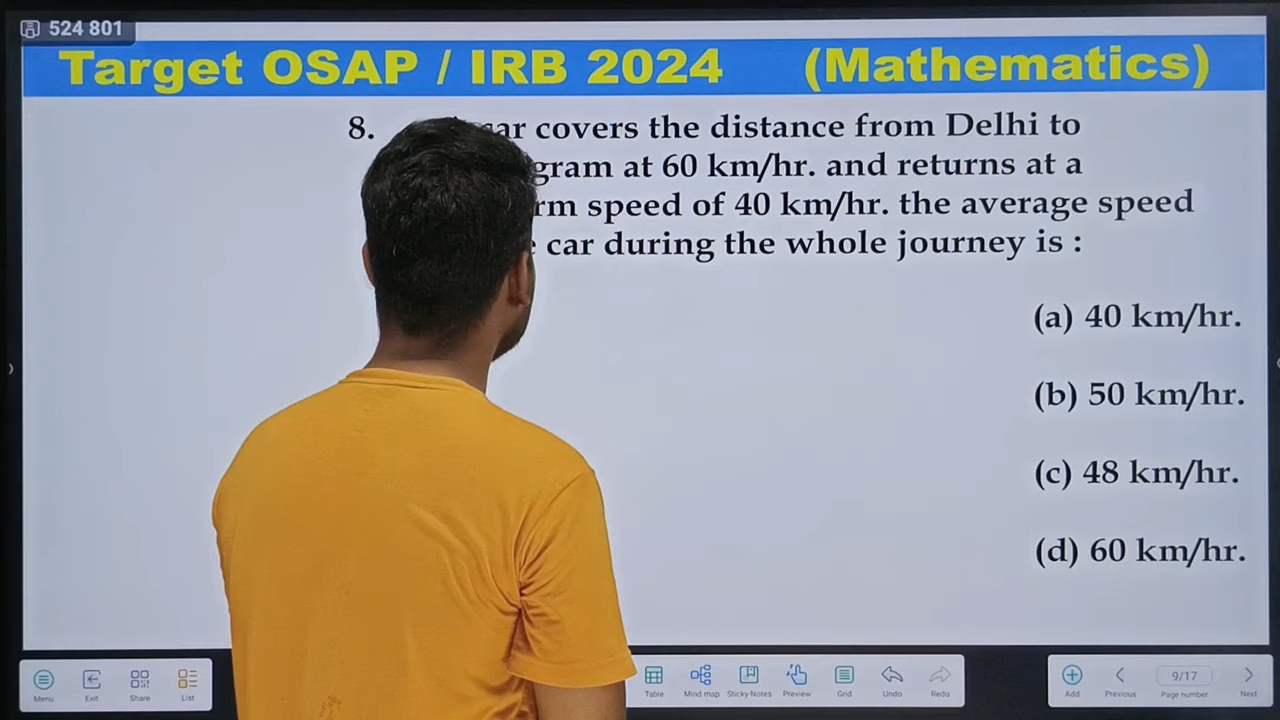 524 801
Target OSAP / IRB 2024 (Mathematics)
8. car covers the distance from Delhi to
at 60 km/hr. and returns at a
speed of 40 km/hr. the average speed
car during the whole journey is :
(a) 40 km/hr.
(b) 50 km/hr.
(c) 48 km/hr.
(d) 60 km/hr.
Menu Exit Share List Table Mind map Sticky-Notes Preview Grid Undo Redo Add Previous 9/17 Page number Next